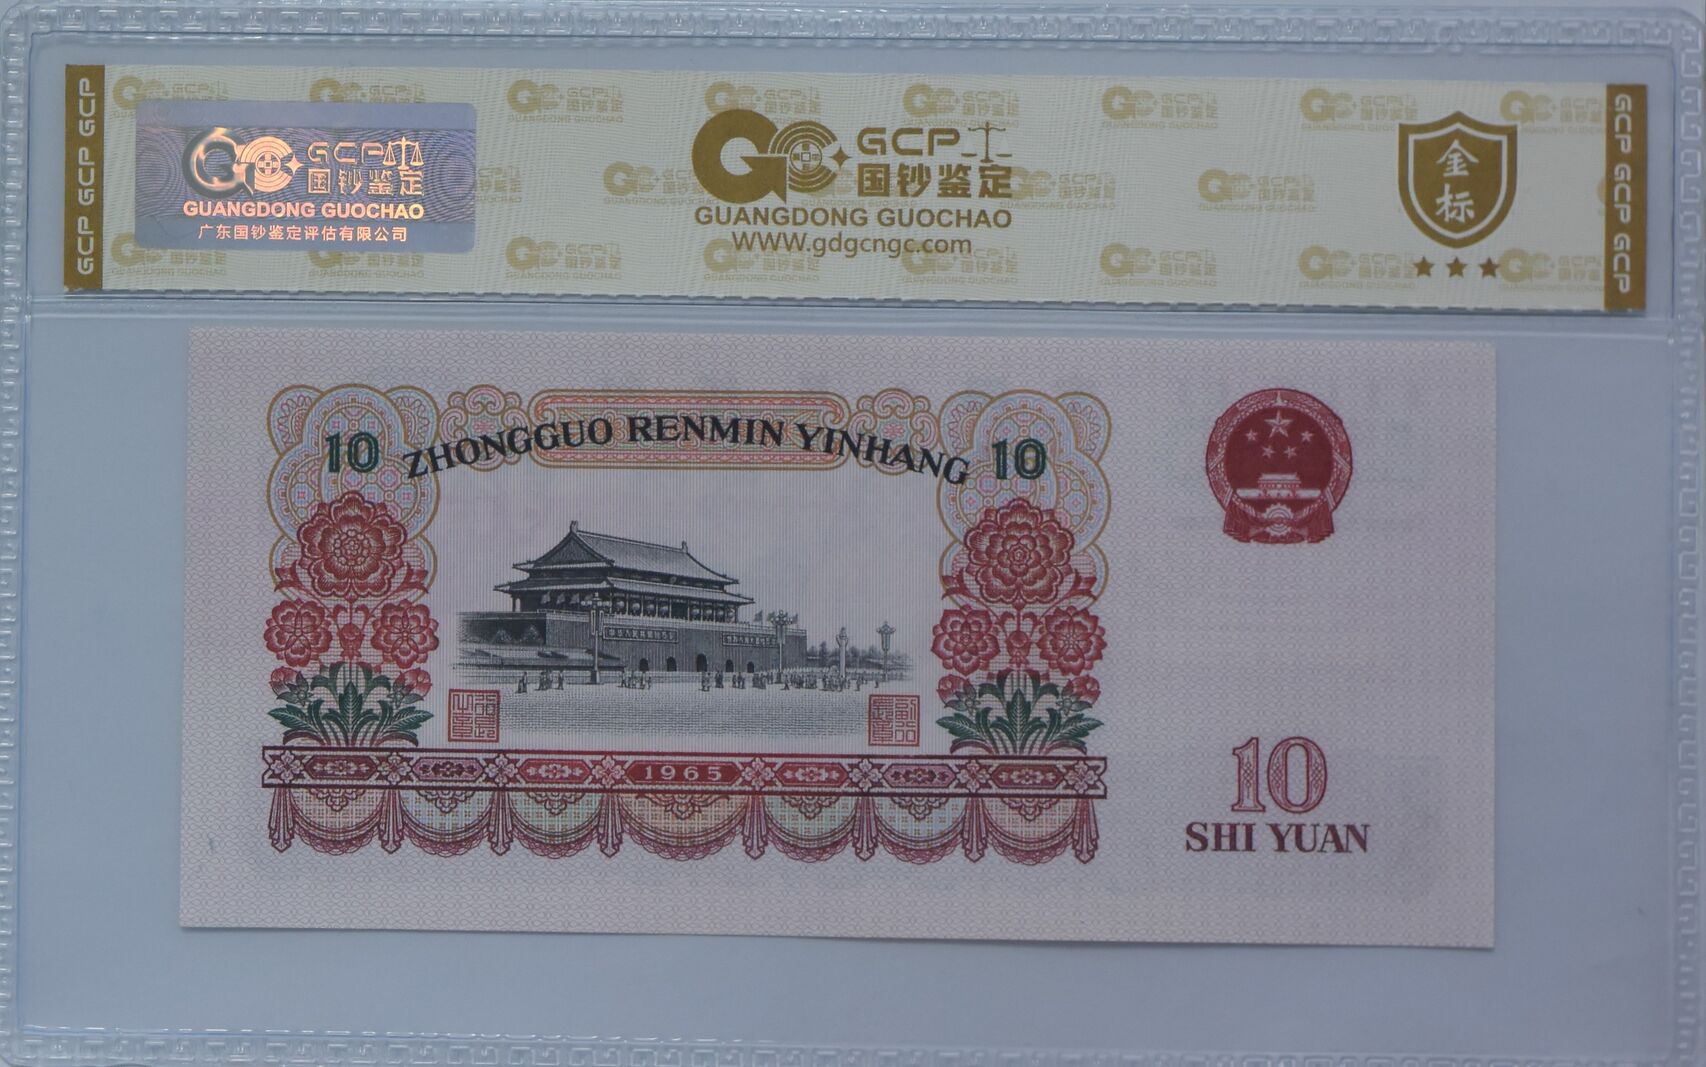 GCP GCP GCP
GCP
国钞鉴定
GUANGDONG GUOCHAO
广东国钞鉴定评估有限公司
GCP
国钞鉴定
GUANGDONG GUOCHAO
WWW.gdgcngc.com
金标
GCP GCP GCP
10
ZHONGGUO RENMIN YINHANG
10
1965
10
SHI YUAN